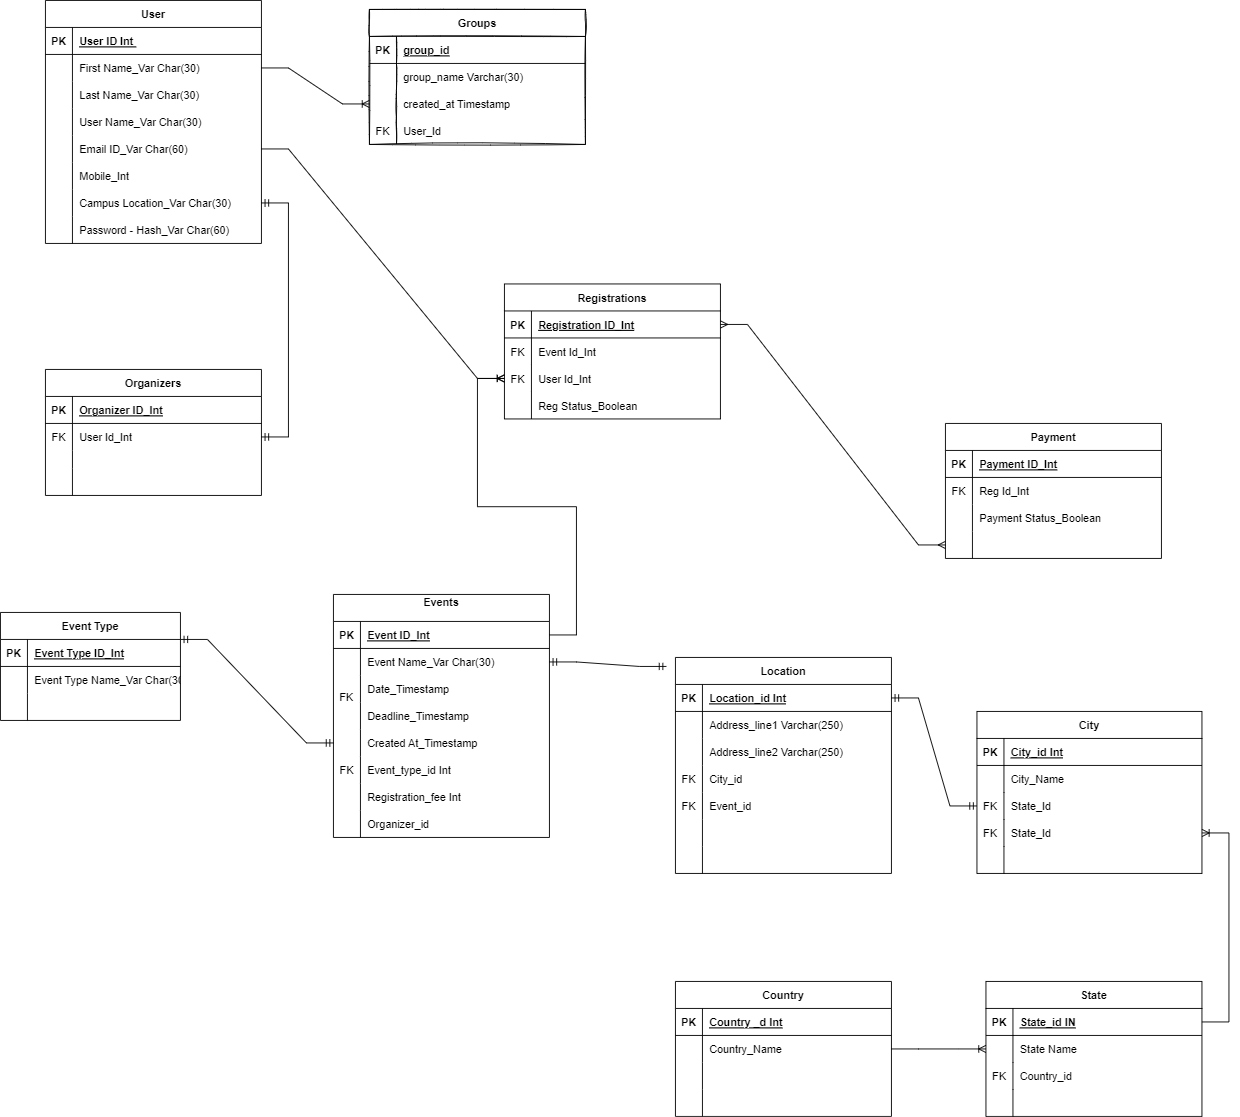 User
PK User ID Int
First Name_Var Char(30)
Last Name_Var Char(30)
User Name_Var Char(30)
Email ID_Var Char(60)
Mobile_Int
Campus Location_Var Char(30)
Password - Hash_Var Char(60)
Groups
PK group_id
group_name Varchar(30)
created_at Timestamp
FK User_Id
Registrations
PK Registration ID_Int
FK Event Id_Int
FK User Id_Int
Reg Status_Boolean
Organizers
PK Organizer ID_Int
FK User Id_Int
Payment
PK Payment ID_Int
FK Reg Id_Int
Payment Status_Boolean
Event Type
PK Event Type ID_Int
Event Type Name_Var Char(30
Events
PK Event ID_Int
Event Name_Var Char(30)
FK Date_Timestamp
Deadline_Timestamp
Created At_Timestamp
FK Event_type_id Int
Registration_fee Int
Organizer_id
Location
PK Location_id Int
Address_line1 Varchar(250)
Address_line2 Varchar(250)
FK City_id
FK Event_id
City
PK City_id Int
City_Name
FK State_Id
FK State_Id
Country
PK Country _d Int
Country_Name
State
PK State_id IN
State Name
FK Country_id